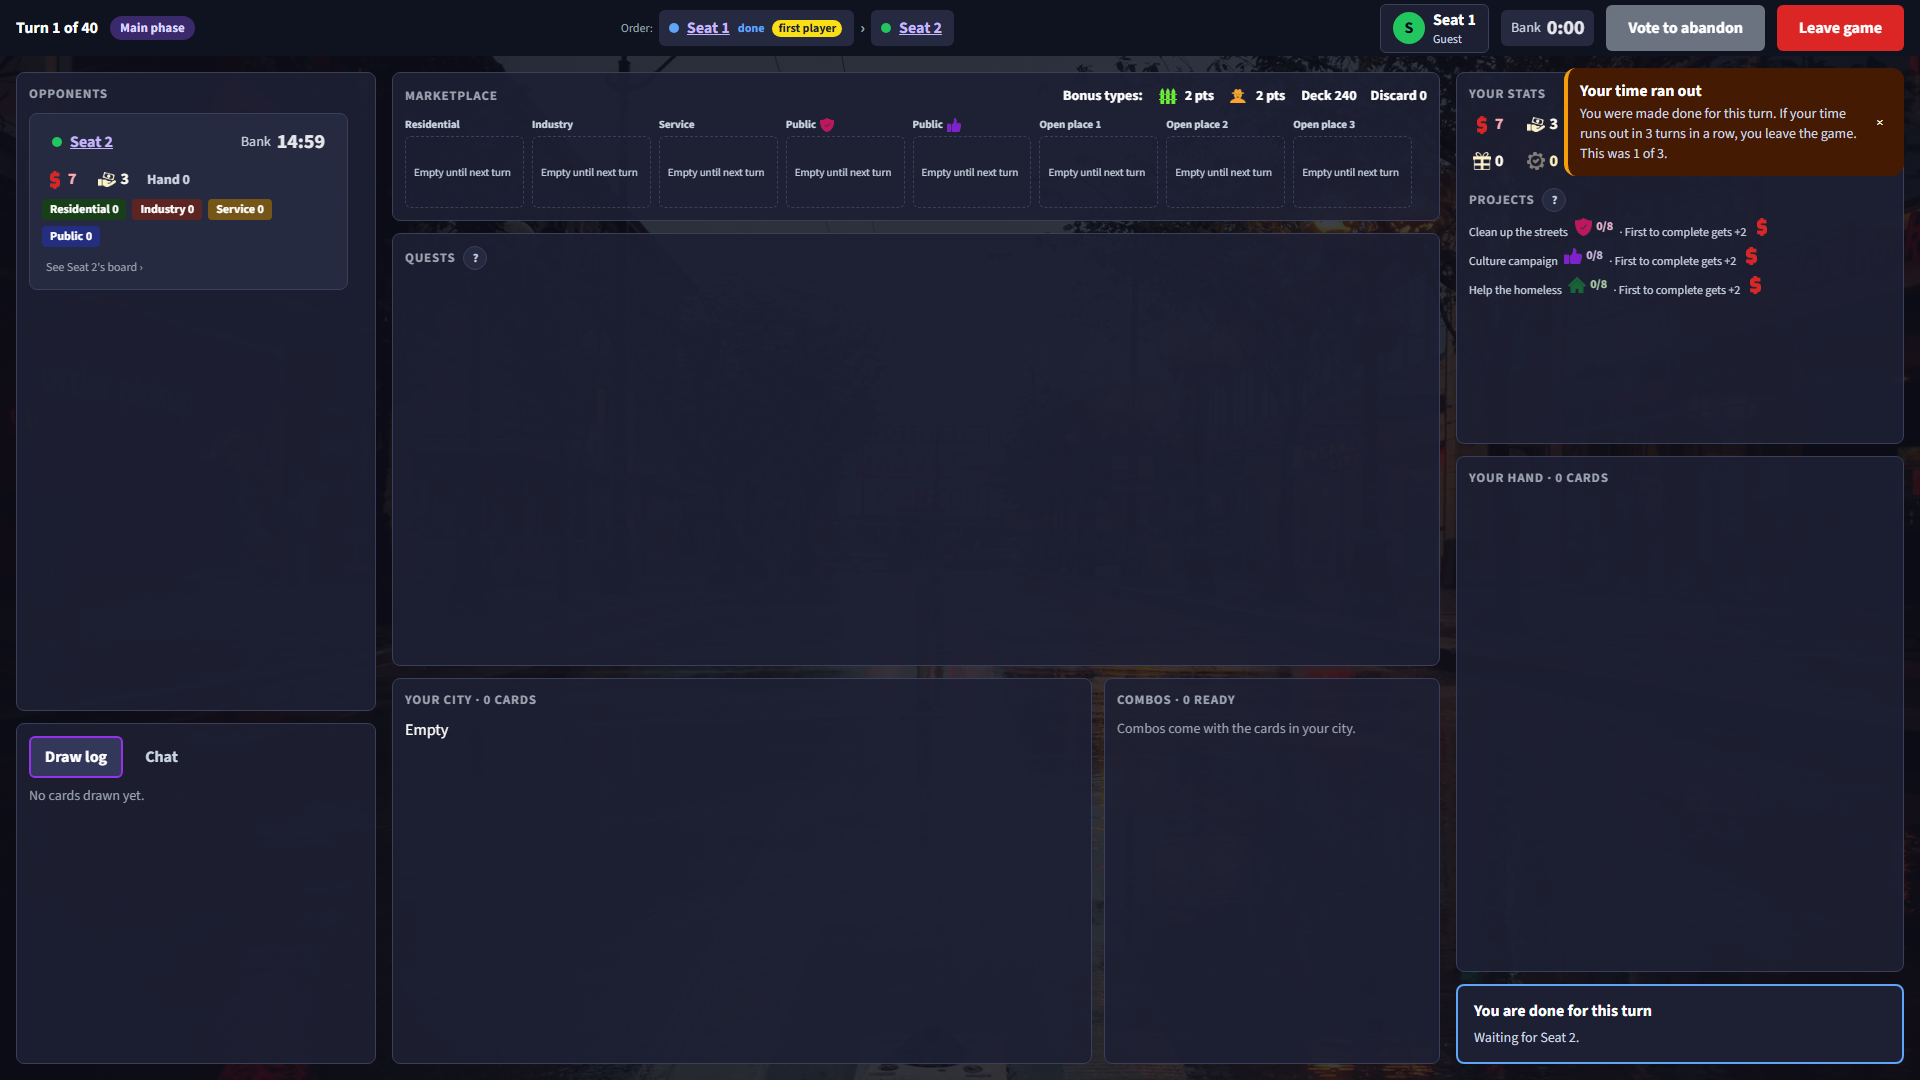 Turn 1 of 40
Main phase
Order:
Seat 1 done first player
›
Seat 2
S
Seat 1
Guest
Bank 0:00
Vote to abandon
Leave game
OPPONENTS
Seat 2
Bank 14:59
7
3
Hand 0
Residential 0
Industry 0
Service 0
Public 0
See Seat 2's board ›
Draw log
Chat
No cards drawn yet.
MARKETPLACE
Bonus types:
2 pts
2 pts
Deck 240
Discard 0
Residential
Industry
Service
Public
Public
Open place 1
Open place 2
Open place 3
Empty until next turn
Empty until next turn
Empty until next turn
Empty until next turn
Empty until next turn
Empty until next turn
Empty until next turn
Empty until next turn
QUESTS ?
YOUR CITY · 0 CARDS
Empty
COMBOS · 0 READY
Combos come with the cards in your city.
YOUR STATS
7
3
0
0
Your time ran out
You were made done for this turn. If your time
runs out in 3 turns in a row, you leave the game.
This was 1 of 3.
×
PROJECTS ?
Clean up the streets 0/8 · First to complete gets +2
Culture campaign 0/8 · First to complete gets +2
Help the homeless 0/8 · First to complete gets +2
YOUR HAND · 0 CARDS
You are done for this turn
Waiting for Seat 2.